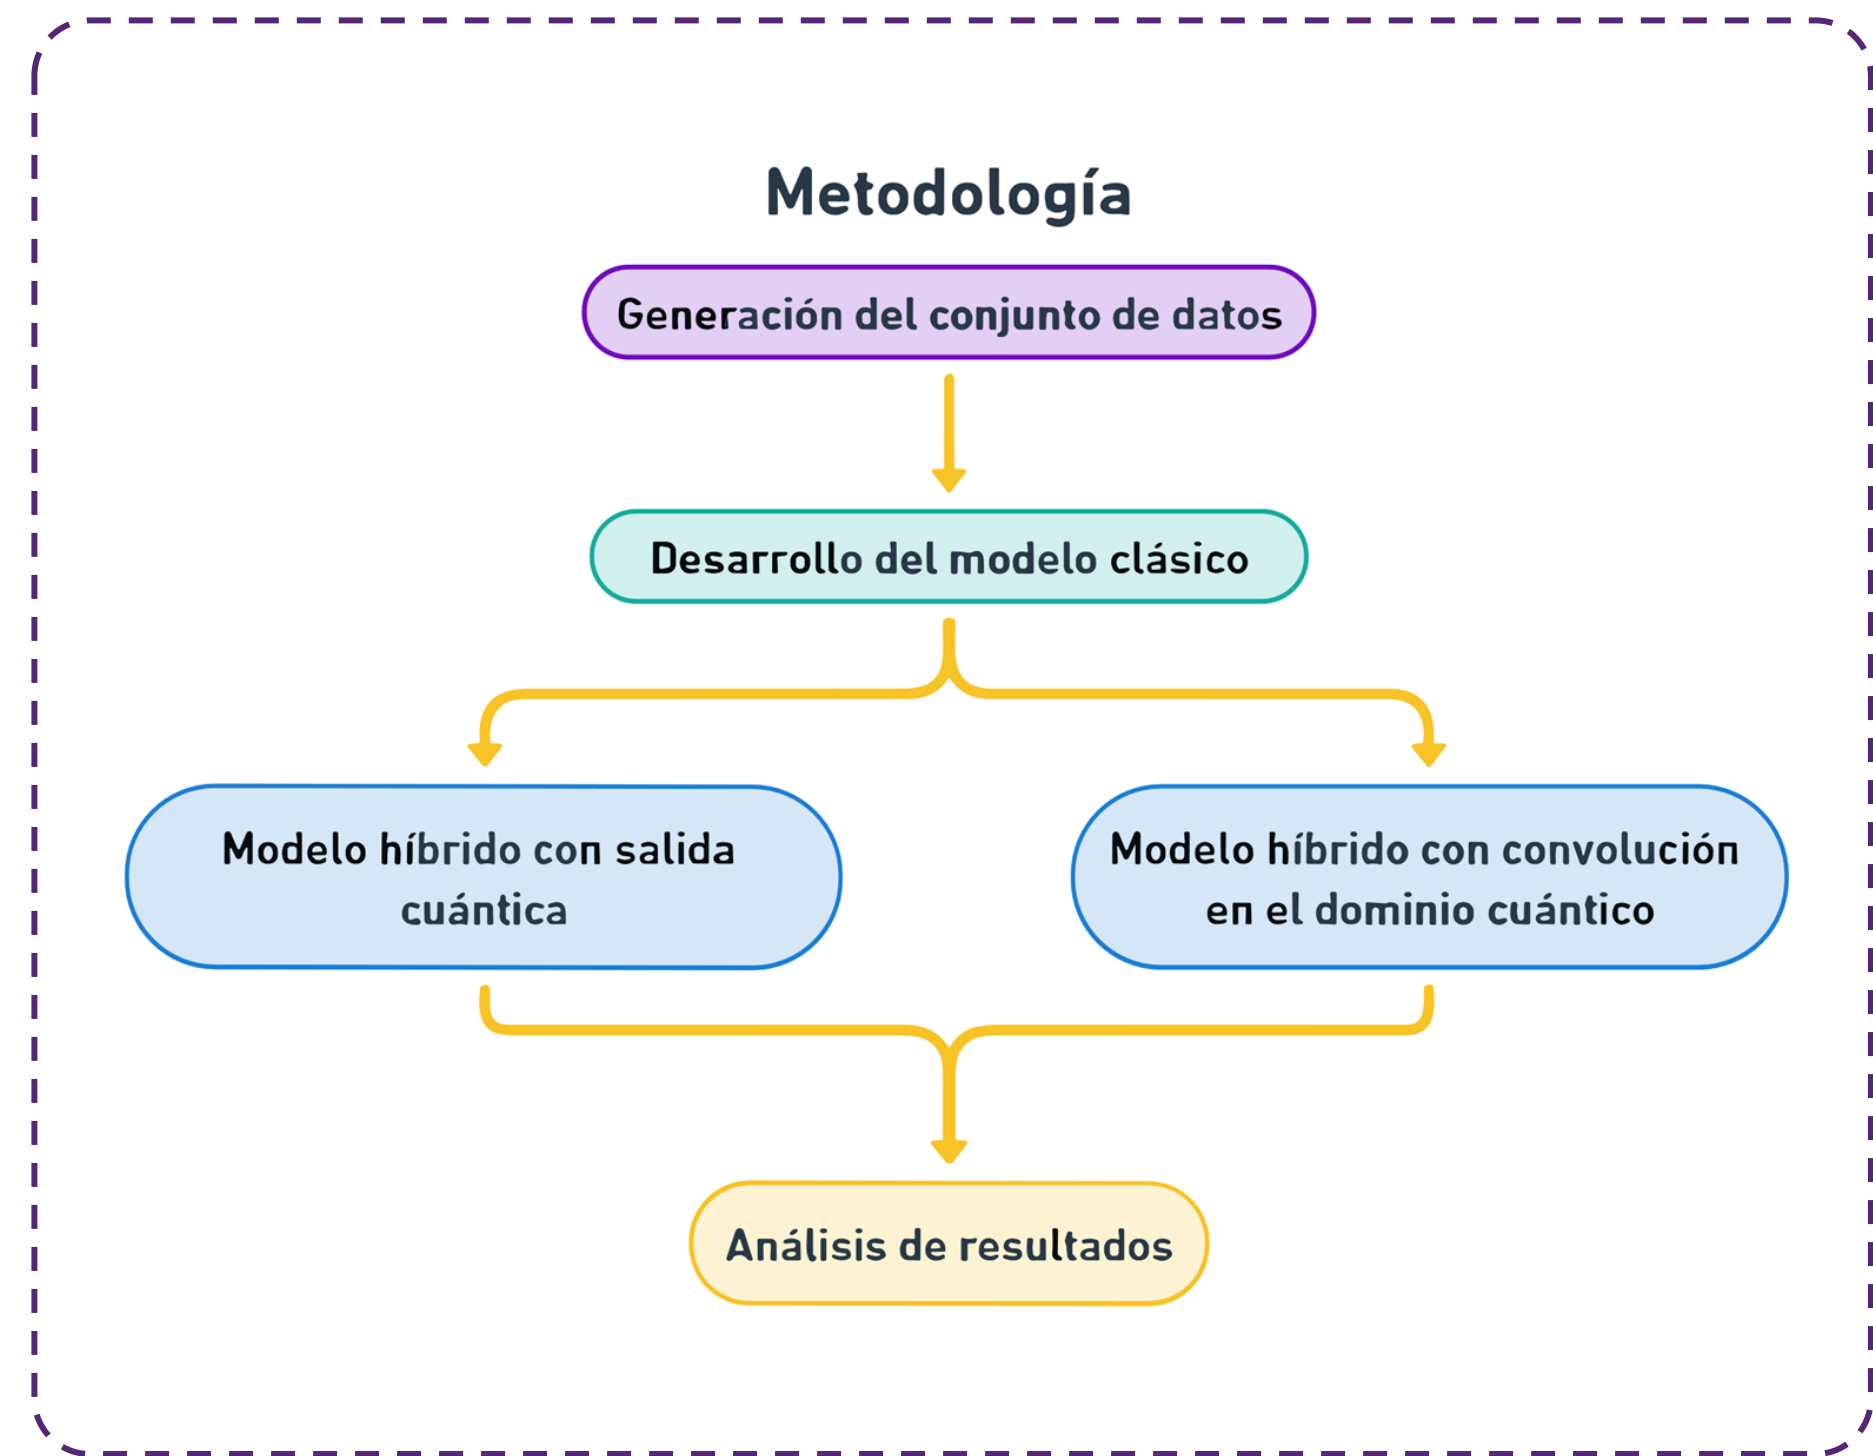 Metodología
Generación del conjunto de datos
Desarrollo del modelo clásico
Modelo híbrido con salida
cuántica
Modelo híbrido con convolución
en el dominio cuántico
Análisis de resultados